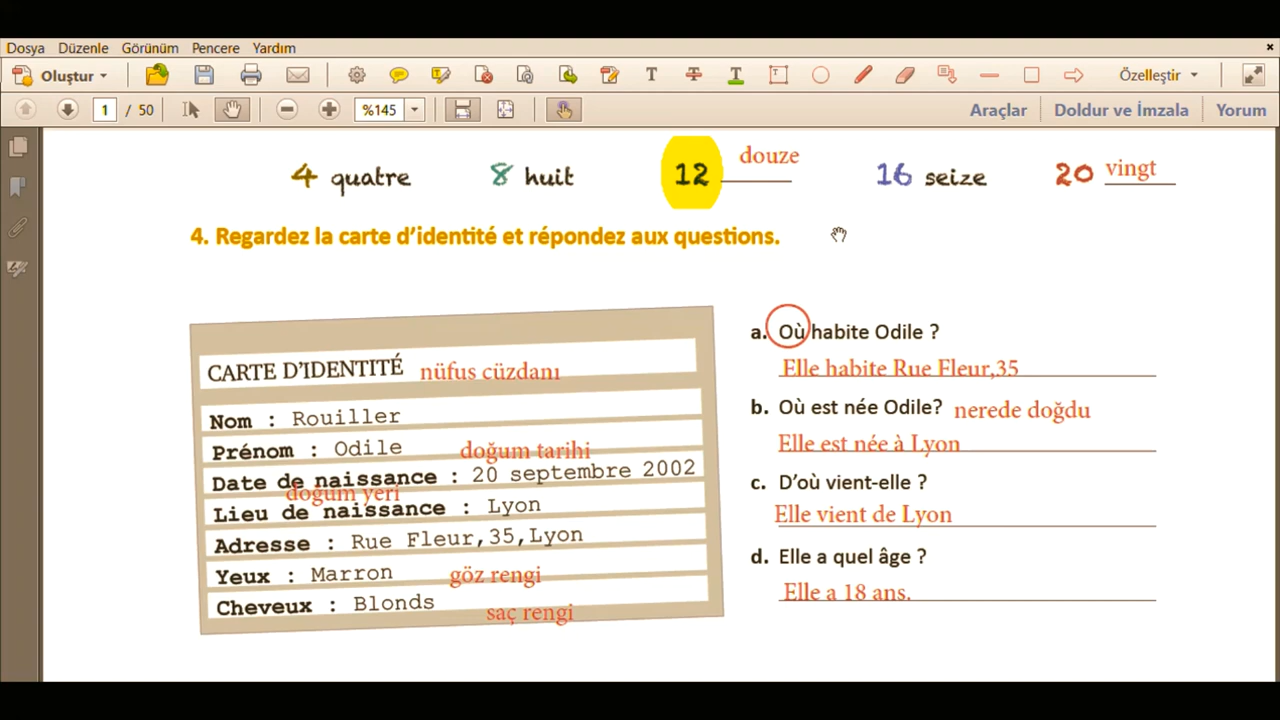 Dosya Düzenle Görünüm Pencere Yardım
Oluştur Özelleştir
1 / 50 %145 Araçlar Doldur ve İmzala Yorum
4 quatre 8 huit 12 douze 16 seize 20 vingt
4. Regardez la carte d'identité et répondez aux questions.
CARTE D'IDENTITÉ nüfus cüzdanı
Nom : Rouiller
Prénom : Odile doğum tarihi
Date de naissance : 20 septembre 2002
doğum yeri
Lieu de naissance : Lyon
Adresse : Rue Fleur,35,Lyon
Yeux : Marron göz rengi
Cheveux : Blonds saç rengi
a. Où habite Odile ?
Elle habite Rue Fleur,35
b. Où est née Odile? nerede doğdu
Elle est née à Lyon
c. D'où vient-elle ?
Elle vient de Lyon
d. Elle a quel âge ?
Elle a 18 ans.